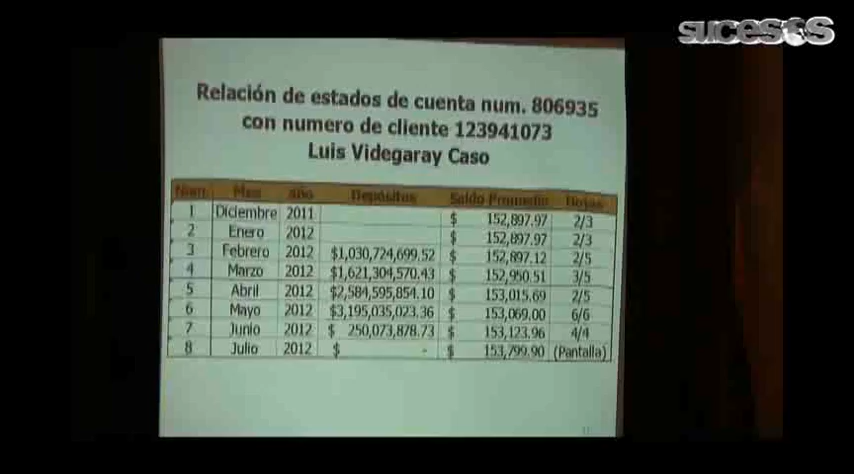 sucesos
Relación de estados de cuenta num. 806935
con numero de cliente 123941073
Luis Videgaray Caso
Num. Mes Año Depósitos Saldo Promedio Hojas
1 Diciembre 2011 $ 152,897.97 2/3
2 Enero 2012 $ 152,897.97 2/3
3 Febrero 2012 $1,030,724,699.52 $ 152,897.12 2/5
4 Marzo 2012 $1,621,304,570.43 $ 152,950.51 3/5
5 Abril 2012 $2,584,595,854.10 $ 153,015.69 2/5
6 Mayo 2012 $3,195,035,023.36 $ 153,069.00 6/6
7 Junio 2012 $ 250,073,878.73 $ 153,123.96 4/4
8 Julio 2012 $ - $ 153,799.90 (Pantalla)